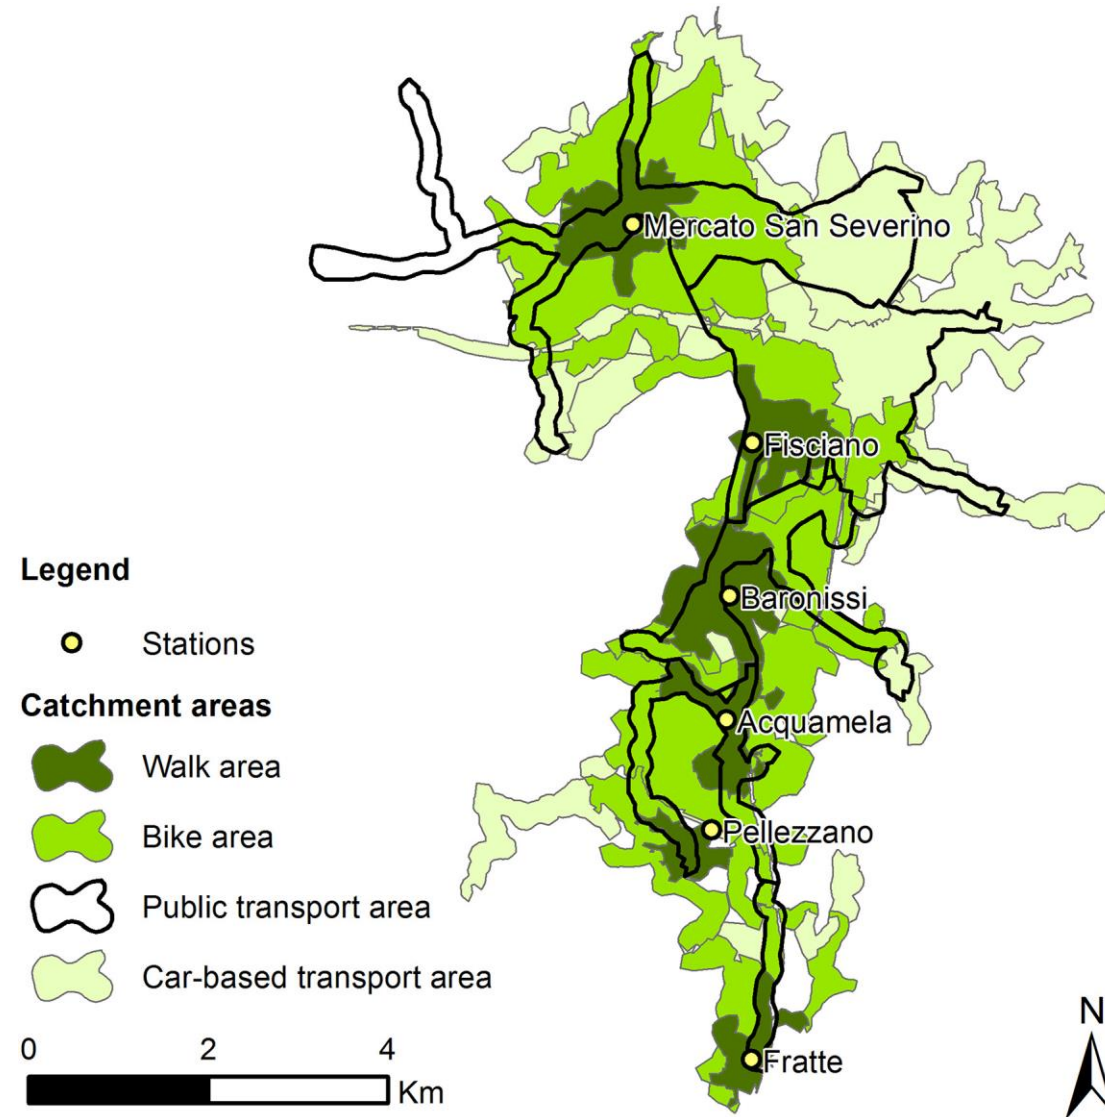 Mercato San Severino
Fisciano
Baronissi
Acquamela
Pellezzano
Fratte
Legend
Stations
Catchment areas
Walk area
Bike area
Public transport area
Car-based transport area
0 2 4
Km
N